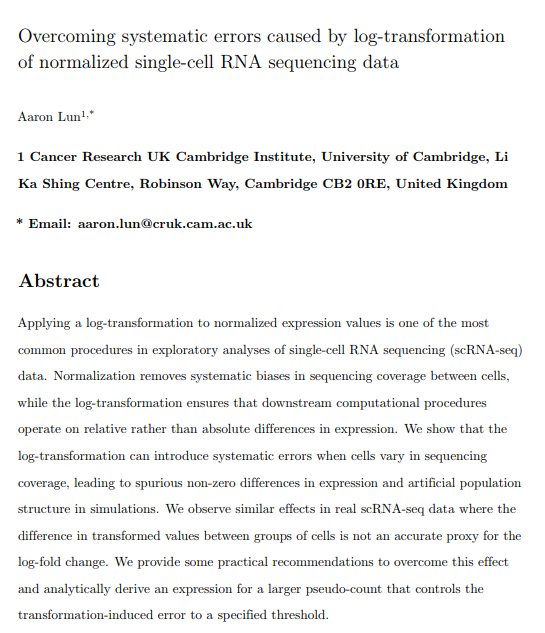 Overcoming systematic errors caused by log-transformation
of normalized single-cell RNA sequencing data
Aaron Lun1,*
1 Cancer Research UK Cambridge Institute, University of Cambridge, Li
Ka Shing Centre, Robinson Way, Cambridge CB2 0RE, United Kingdom
* Email: aaron.lun@cruk.cam.ac.uk
Abstract
Applying a log-transformation to normalized expression values is one of the most
common procedures in exploratory analyses of single-cell RNA sequencing (scRNA-seq)
data. Normalization removes systematic biases in sequencing coverage between cells,
while the log-transformation ensures that downstream computational procedures
operate on relative rather than absolute differences in expression. We show that the
log-transformation can introduce systematic errors when cells vary in sequencing
coverage, leading to spurious non-zero differences in expression and artificial population
structure in simulations. We observe similar effects in real scRNA-seq data where the
difference in transformed values between groups of cells is not an accurate proxy for the
log-fold change. We provide some practical recommendations to overcome this effect
and analytically derive an expression for a larger pseudo-count that controls the
transformation-induced error to a specified threshold.